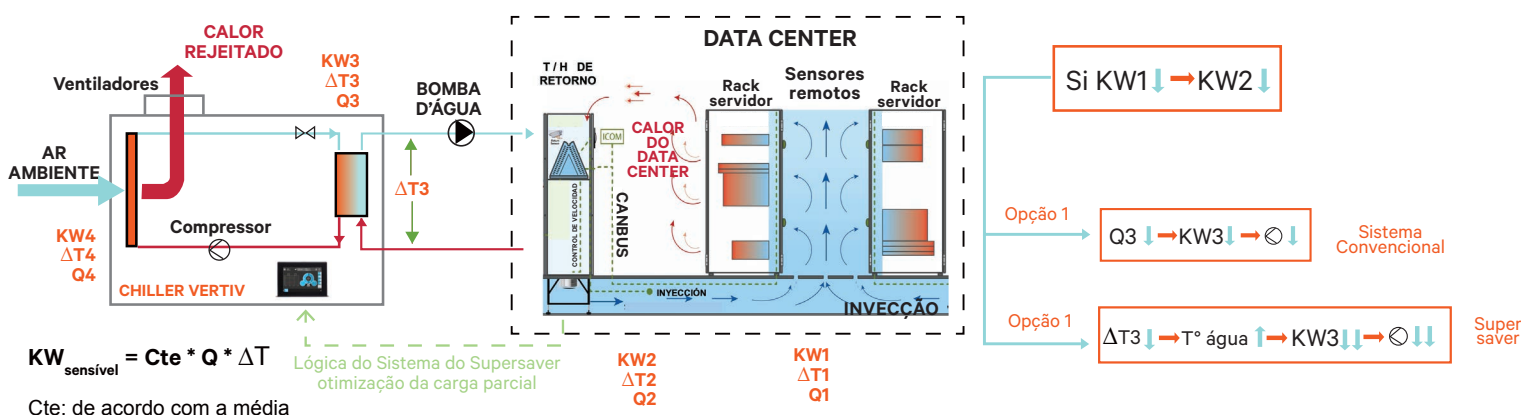 CALOR
REJEITADO
Ventiladores
KW3
ΔT3
Q3
BOMBA
D'ÁGUA
AR
AMBIENTE
ΔT3
Compressor
KW4
ΔT4
Q4
CHILLER VERTIV
DATA CENTER
T / H DE
RETORNO
Rack
servidor
Sensores
remotos
Rack
servidor
ICOM
CALOR
DO
DATA
CENTER
CONTROL DE VELOCIDAD
CANBUS
INYECCIÓN
INVECÇÃO
KW_sensível = Cte * Q * ΔT
Cte: de acordo com a média
Lógica do Sistema do Supersaver
otimização da carga parcial
KW2
ΔT2
Q2
KW1
ΔT1
Q1
Si KW1 ↓ → KW2 ↓
Opção 1
Q3 ↓ → KW3 ↓ → ↓
Sistema
Convencional
Opção 1
ΔT3 ↓ → T° água ↑ → KW3 ↓↓ → ↓↓
Super
saver